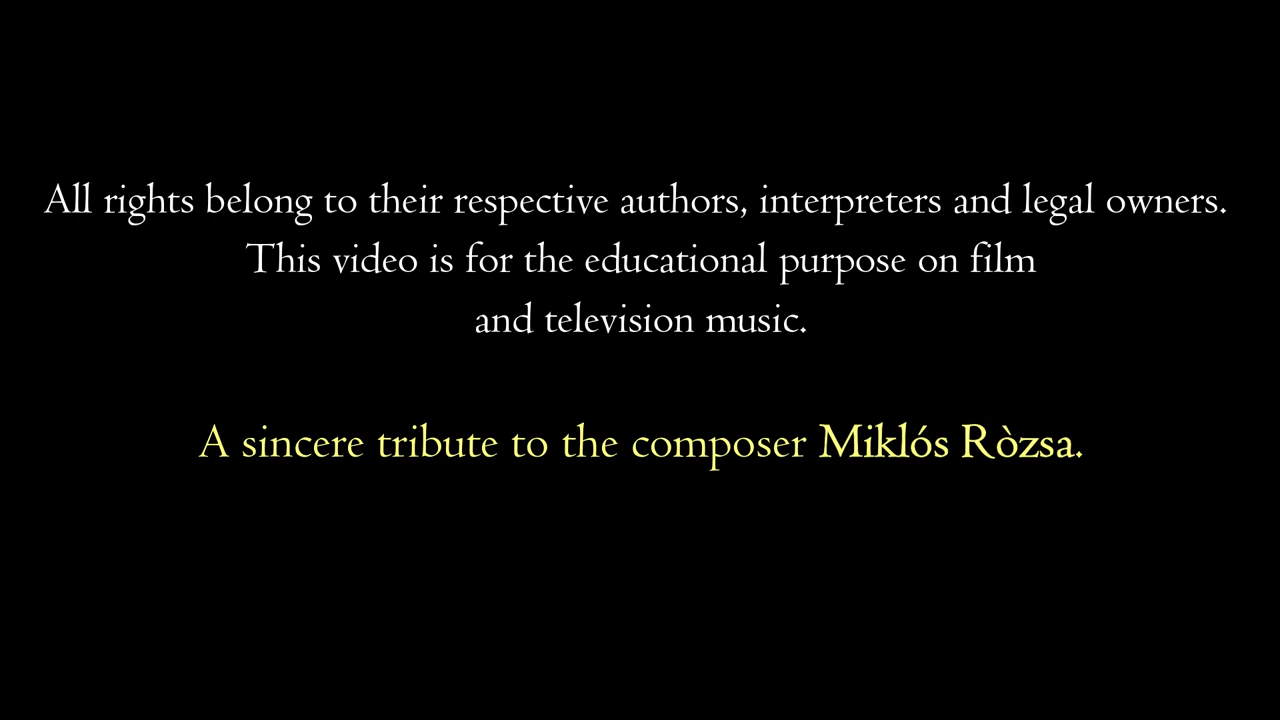 All rights belong to their respective authors, interpreters and legal owners.
This video is for the educational purpose on film
and television music.
A sincere tribute to the composer Miklós Ròzsa.